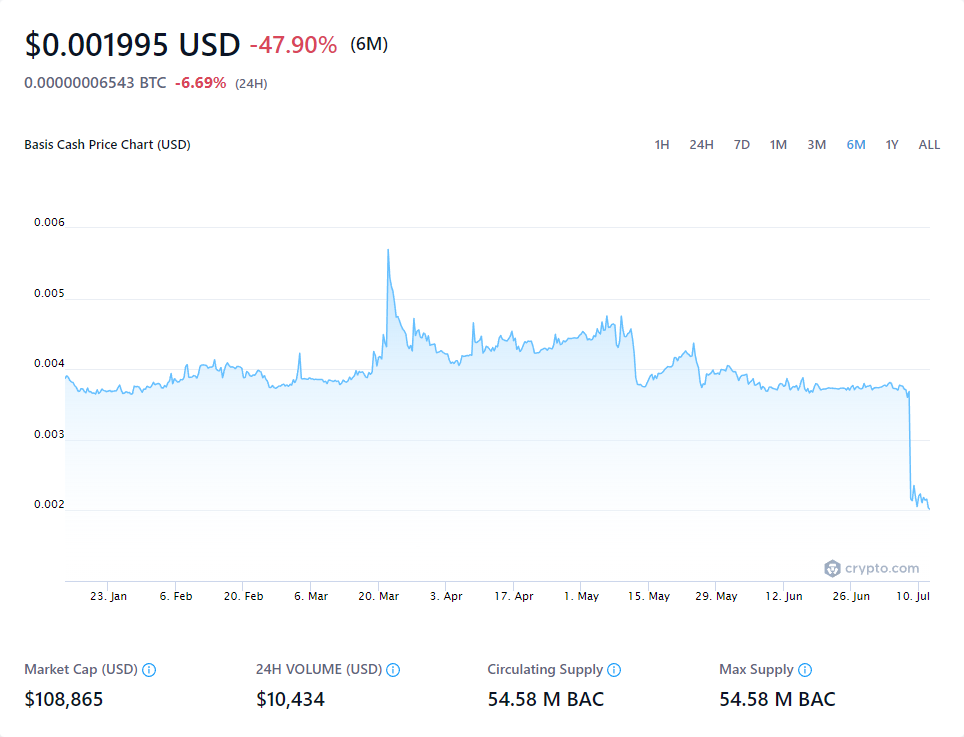 $0.001995 USD -47.90% (6M)
0.00000006543 BTC -6.69% (24H)
Basis Cash Price Chart (USD) 1H 24H 7D 1M 3M 6M 1Y ALL
0.006
0.005
0.004
0.003
0.002
crypto.com
23. Jan 6. Feb 20. Feb 6. Mar 20. Mar 3. Apr 17. Apr 1. May 15. May 29. May 12. Jun 26. Jun 10. Jul
Market Cap (USD) 24H VOLUME (USD) Circulating Supply Max Supply
$108,865 $10,434 54.58 M BAC 54.58 M BAC